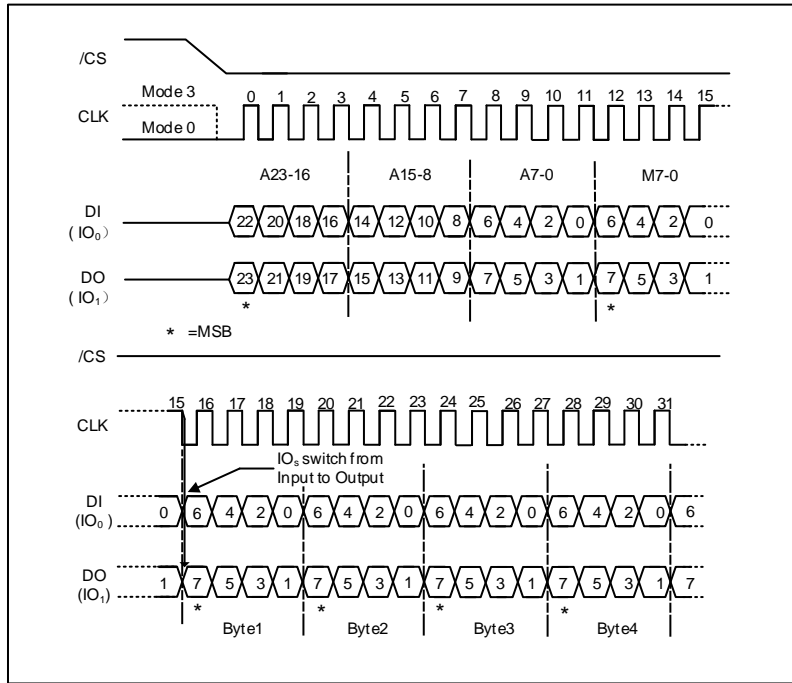 /CS
Mode 3
0 1 2 3 4 5 6 7 8 9 10 11 12 13 14 15
CLK
Mode 0
A23-16 A15-8 A7-0 M7-0
DI
(IO₀)
22 20 18 16 14 12 10 8 6 4 2 0 6 4 2 0
DO
(IO₁)
23 21 19 17 15 13 11 9 7 5 3 1 7 5 3 1
* *
* =MSB
/CS
15 16 17 18 19 20 21 22 23 24 25 26 27 28 29 30 31
CLK
IOₛ switch from
Input to Output
DI
(IO₀)
0 6 4 2 0 6 4 2 0 6 4 2 0 6 4 2 0 6
DO
(IO₁)
1 7 5 3 1 7 5 3 1 7 5 3 1 7 5 3 1 7
* * * *
Byte1 Byte2 Byte3 Byte4